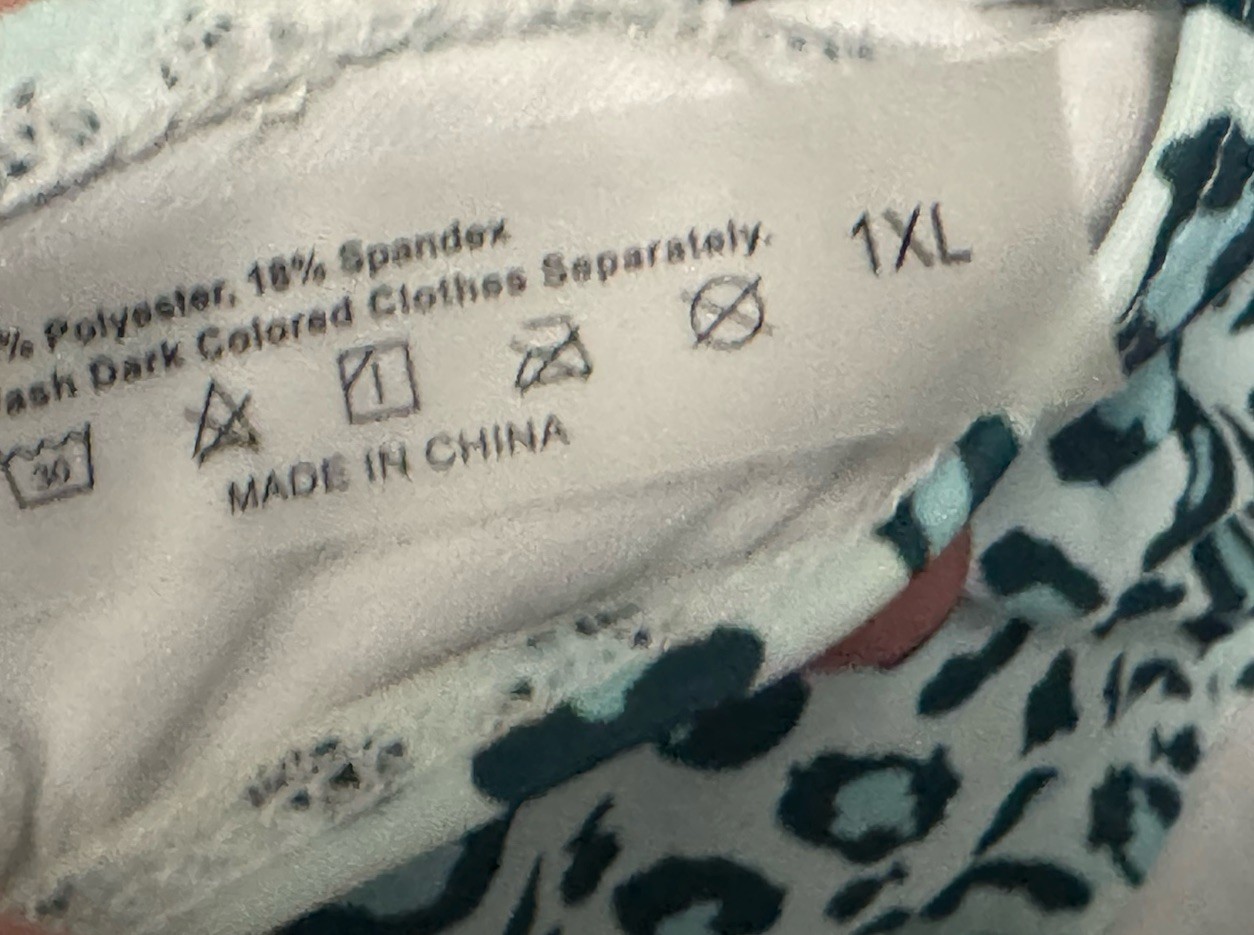 % Polyester, 18% Spandex
ash Dark Colored Clothes Separately.
1XL
30
MADE IN CHINA